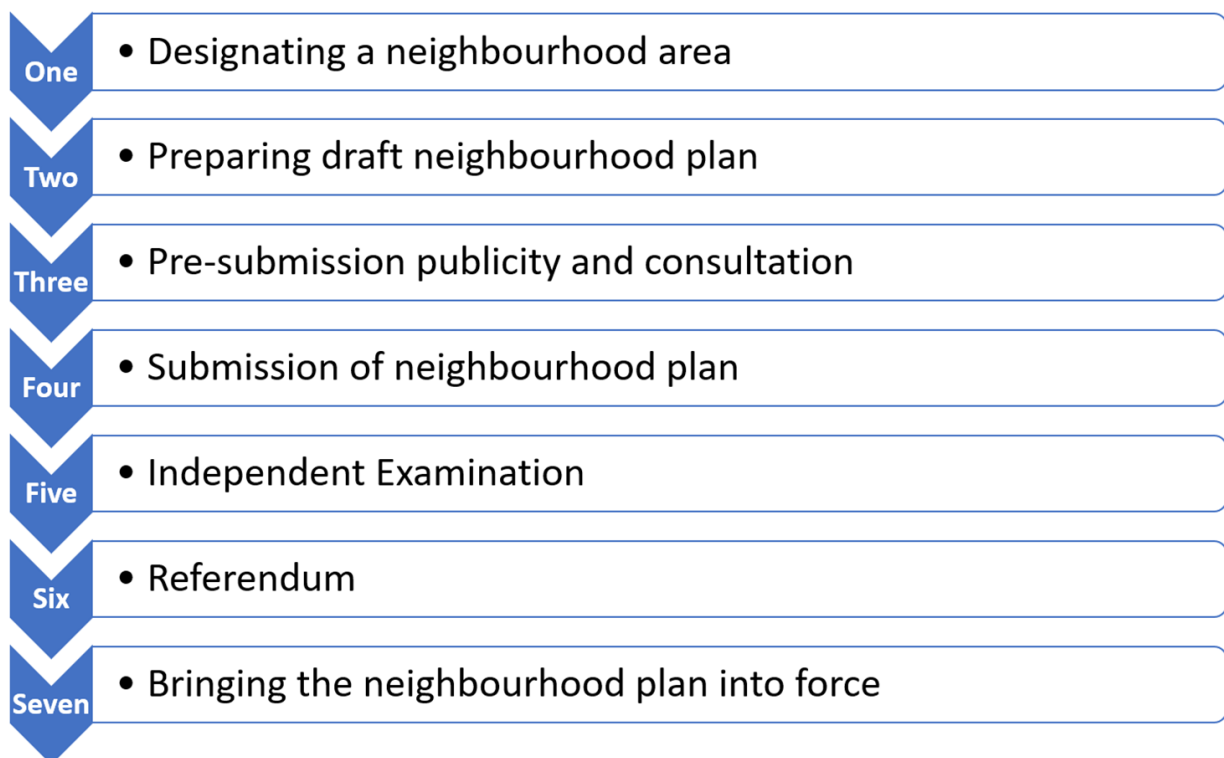 One
• Designating a neighbourhood area
Two
• Preparing draft neighbourhood plan
Three
• Pre-submission publicity and consultation
Four
• Submission of neighbourhood plan
Five
• Independent Examination
Six
• Referendum
Seven
• Bringing the neighbourhood plan into force